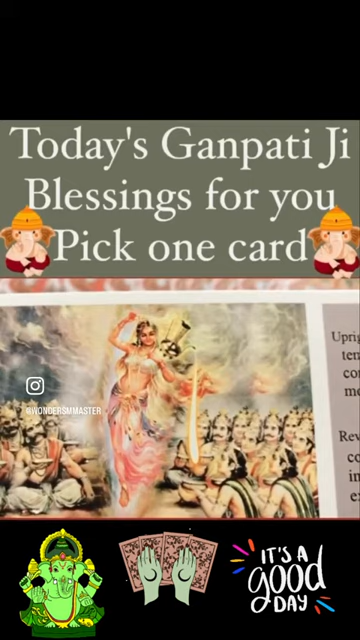 Today's Ganpati Ji
Blessings for you
Pick one card
@WONDERSMMASTER
IT'S A
good
DAY